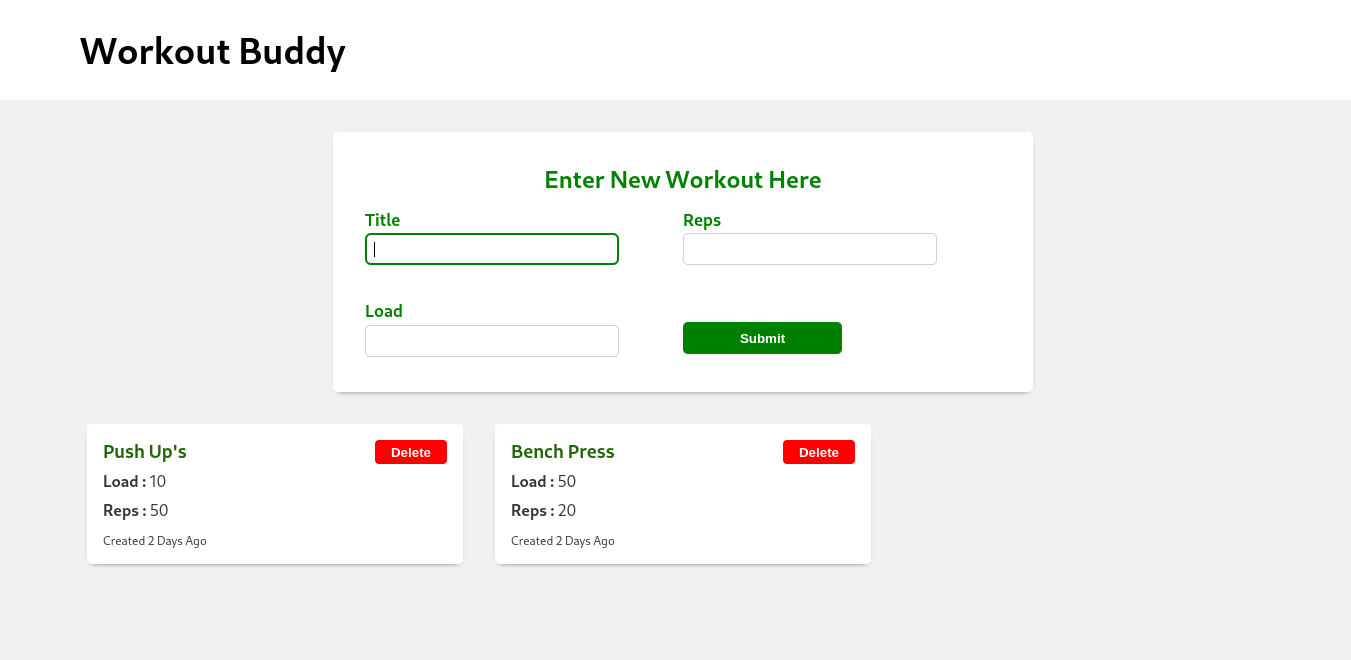 Workout Buddy
Enter New Workout Here
Title
Reps
Load
Submit
Push Up's
Delete
Load : 10
Reps : 50
Created 2 Days Ago
Bench Press
Delete
Load : 50
Reps : 20
Created 2 Days Ago